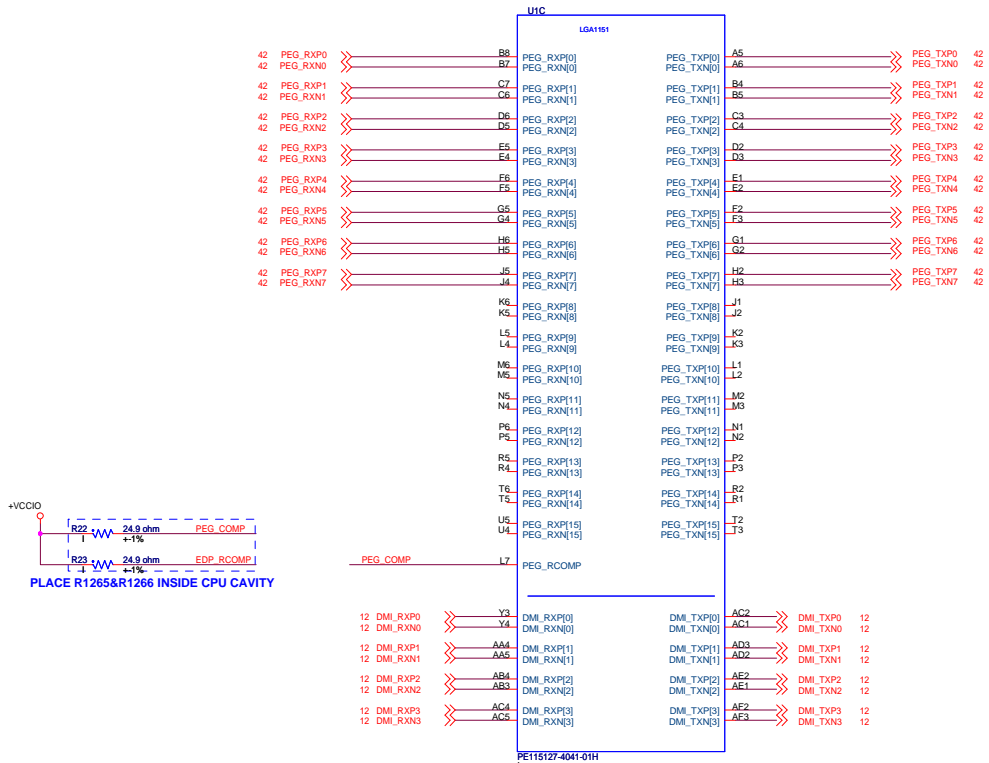 U1C
LGA1151
42 PEG_RXP0 B8 PEG_RXP[0] PEG_TXP[0] A5 PEG_TXP0 42
42 PEG_RXN0 B7 PEG_RXN[0] PEG_TXN[0] A6 PEG_TXN0 42
42 PEG_RXP1 C7 PEG_RXP[1] PEG_TXP[1] B4 PEG_TXP1 42
42 PEG_RXN1 C6 PEG_RXN[1] PEG_TXN[1] B5 PEG_TXN1 42
42 PEG_RXP2 D6 PEG_RXP[2] PEG_TXP[2] C3 PEG_TXP2 42
42 PEG_RXN2 D5 PEG_RXN[2] PEG_TXN[2] C4 PEG_TXN2 42
42 PEG_RXP3 E5 PEG_RXP[3] PEG_TXP[3] D2 PEG_TXP3 42
42 PEG_RXN3 E4 PEG_RXN[3] PEG_TXN[3] D3 PEG_TXN3 42
42 PEG_RXP4 F6 PEG_RXP[4] PEG_TXP[4] E1 PEG_TXP4 42
42 PEG_RXN4 F5 PEG_RXN[4] PEG_TXN[4] E2 PEG_TXN4 42
42 PEG_RXP5 G5 PEG_RXP[5] PEG_TXP[5] F2 PEG_TXP5 42
42 PEG_RXN5 G4 PEG_RXN[5] PEG_TXN[5] F3 PEG_TXN5 42
42 PEG_RXP6 H6 PEG_RXP[6] PEG_TXP[6] G1 PEG_TXP6 42
42 PEG_RXN6 H5 PEG_RXN[6] PEG_TXN[6] G2 PEG_TXN6 42
42 PEG_RXP7 J5 PEG_RXP[7] PEG_TXP[7] H2 PEG_TXP7 42
42 PEG_RXN7 J4 PEG_RXN[7] PEG_TXN[7] H3 PEG_TXN7 42
K6 PEG_RXP[8] PEG_TXP[8] J1
K5 PEG_RXN[8] PEG_TXN[8] J2
L5 PEG_RXP[9] PEG_TXP[9] K2
L4 PEG_RXN[9] PEG_TXN[9] K3
M6 PEG_RXP[10] PEG_TXP[10] L1
M5 PEG_RXN[10] PEG_TXN[10] L2
N5 PEG_RXP[11] PEG_TXP[11] M2
N4 PEG_RXN[11] PEG_TXN[11] M3
P6 PEG_RXP[12] PEG_TXP[12] N1
P5 PEG_RXN[12] PEG_TXN[12] N2
R5 PEG_RXP[13] PEG_TXP[13] P2
R4 PEG_RXN[13] PEG_TXN[13] P3
T6 PEG_RXP[14] PEG_TXP[14] R2
T5 PEG_RXN[14] PEG_TXN[14] R1
U5 PEG_RXP[15] PEG_TXP[15] T2
U4 PEG_RXN[15] PEG_TXN[15] T3
+VCCIO
R22 24.9 ohm PEG_COMP
I +-1%
R23 24.9 ohm EDP_RCOMP
I +-1%
PLACE R1265&R1266 INSIDE CPU CAVITY
PEG_COMP L7 PEG_RCOMP
12 DMI_RXP0 Y3 DMI_RXP[0] DMI_TXP[0] AC2 DMI_TXP0 12
12 DMI_RXN0 Y4 DMI_RXN[0] DMI_TXN[0] AC1 DMI_TXN0 12
12 DMI_RXP1 AA4 DMI_RXP[1] DMI_TXP[1] AD3 DMI_TXP1 12
12 DMI_RXN1 AA5 DMI_RXN[1] DMI_TXN[1] AD2 DMI_TXN1 12
12 DMI_RXP2 AB4 DMI_RXP[2] DMI_TXP[2] AE2 DMI_TXP2 12
12 DMI_RXN2 AB3 DMI_RXN[2] DMI_TXN[2] AE1 DMI_TXN2 12
12 DMI_RXP3 AC4 DMI_RXP[3] DMI_TXP[3] AF2 DMI_TXP3 12
12 DMI_RXN3 AC5 DMI_RXN[3] DMI_TXN[3] AF3 DMI_TXN3 12
PE115127-4041-01H